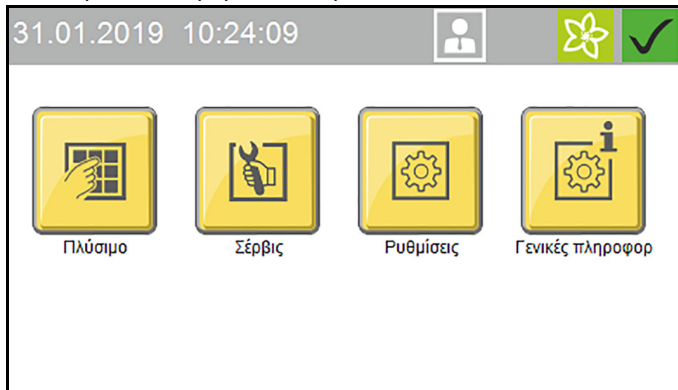 31.01.2019 10:24:09
Πλύσιμο
Σέρβις
Ρυθμίσεις
Γενικές πληροφορ